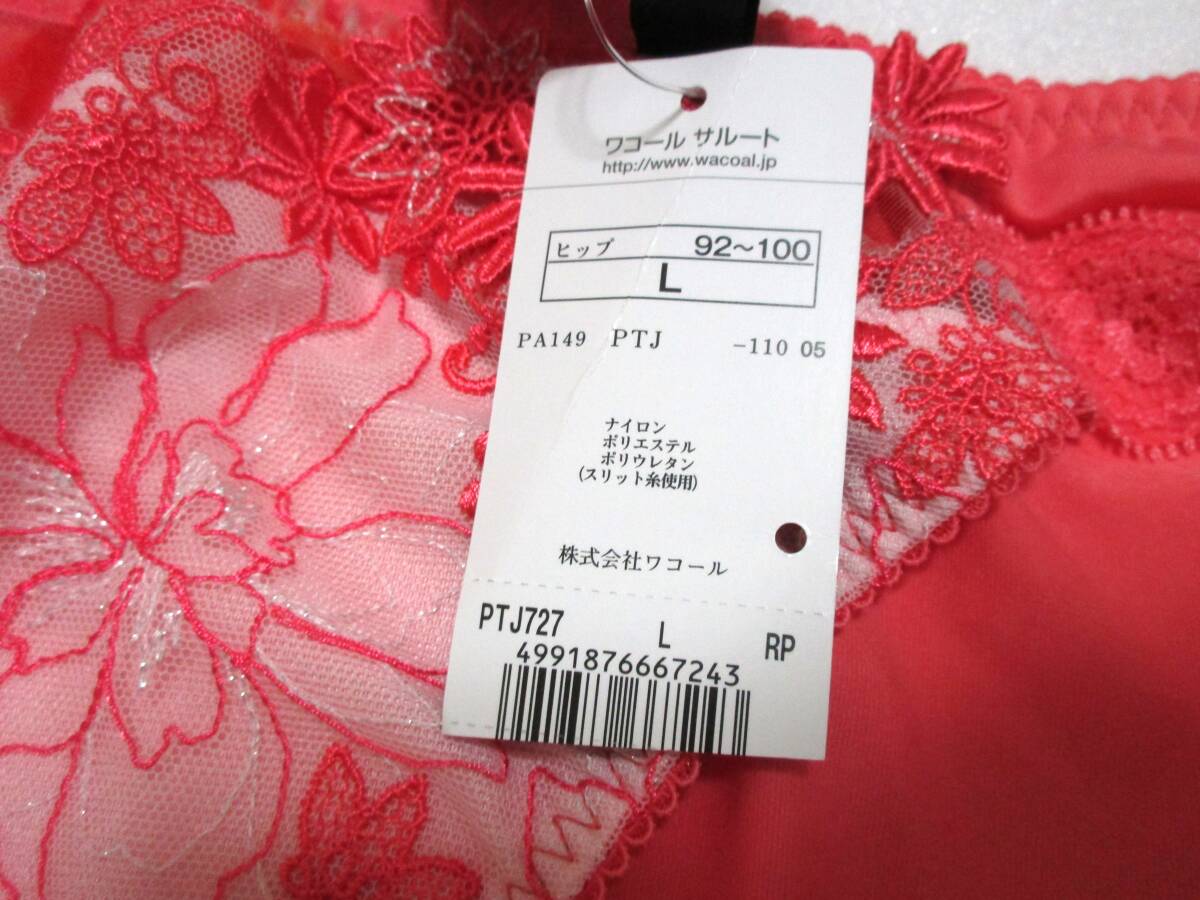 ワコール サルート
http://www.wacoal.jp
ヒップ 92～100
L
PA149 PTJ -110 05
ナイロン
ポリエステル
ポリウレタン
(スリット糸使用)
株式会社ワコール
PTJ727 L RP
4991876667243